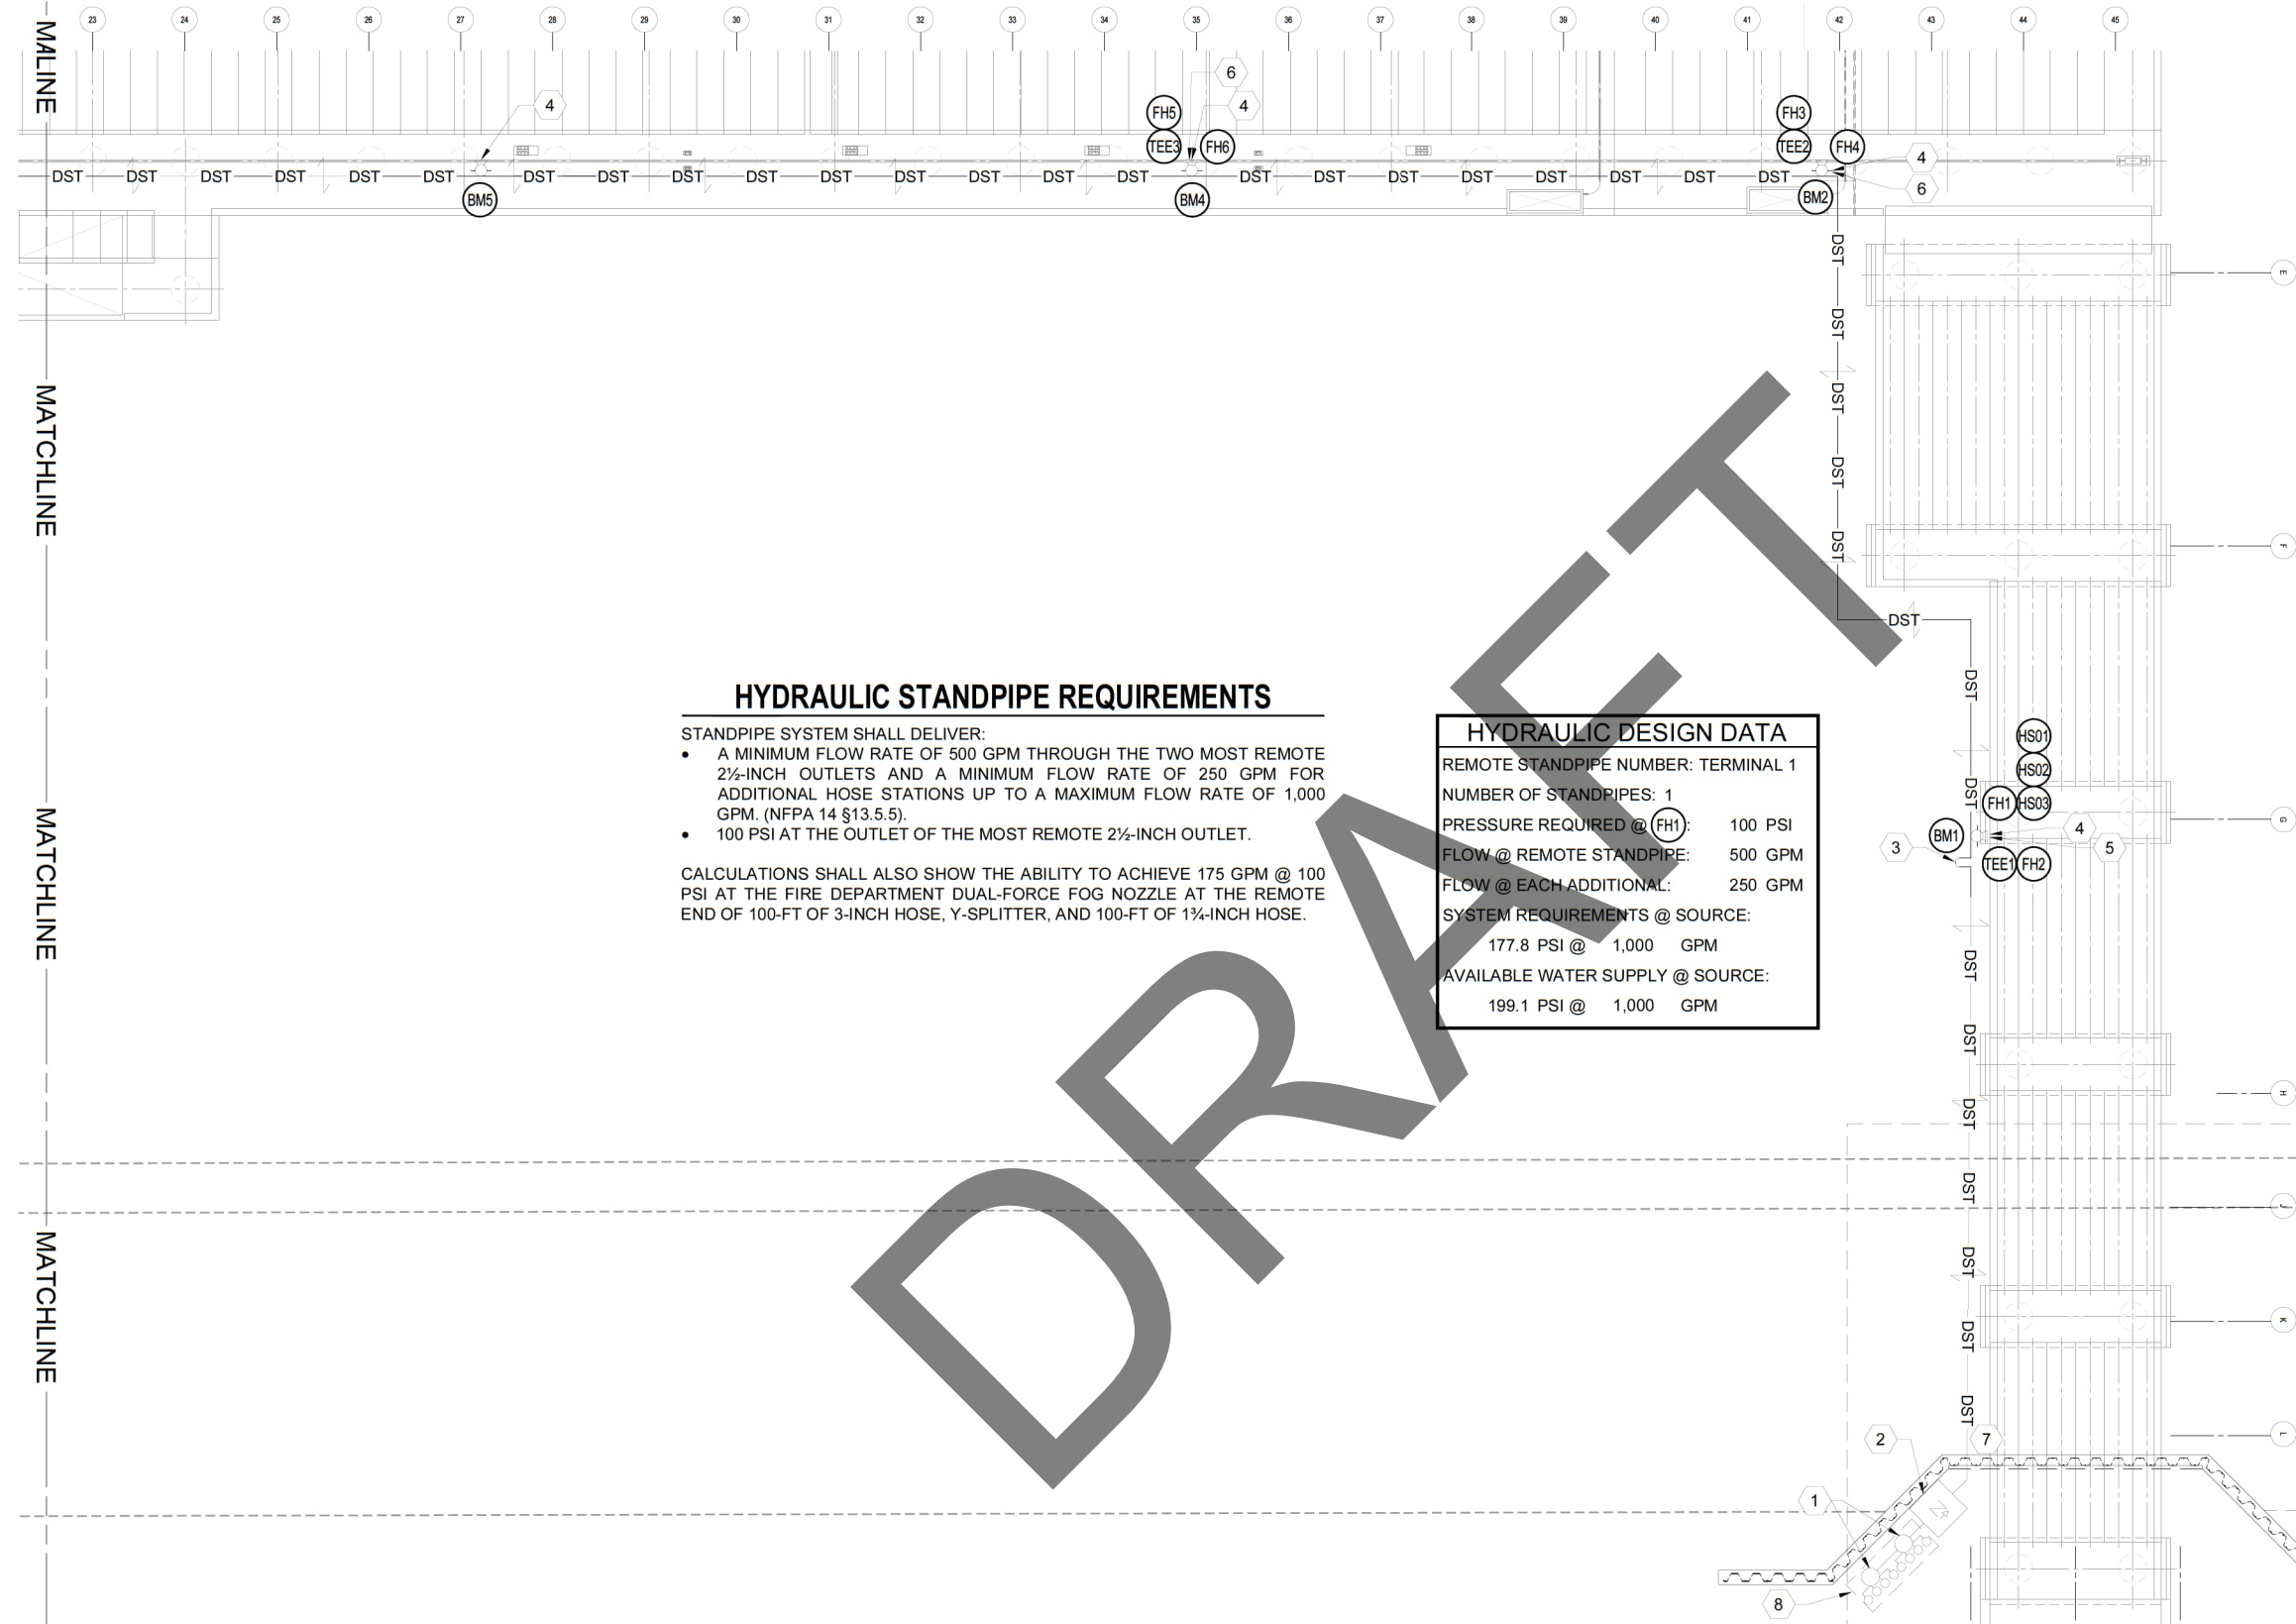 23 24 25 26 27 28 29 30 31 32 33 34 35 36 37 38 39 40 41 42 43 44 45
MALINE
6
4
4
FH5
FH3
TEE3
FH6
TEE2
FH4
4
6
DST DST DST DST DST DST DST DST DST DST DST DST DST DST DST DST DST DST DST DST DST DST DST
BM5
BM4
BM2
DST
E
DST
DST
MATCHLINE
DST
DST
F
DST
DST
HYDRAULIC STANDPIPE REQUIREMENTS
STANDPIPE SYSTEM SHALL DELIVER:
• A MINIMUM FLOW RATE OF 500 GPM THROUGH THE TWO MOST REMOTE
2½-INCH OUTLETS AND A MINIMUM FLOW RATE OF 250 GPM FOR
ADDITIONAL HOSE STATIONS UP TO A MAXIMUM FLOW RATE OF 1,000
GPM. (NFPA 14 §13.5.5).
• 100 PSI AT THE OUTLET OF THE MOST REMOTE 2½-INCH OUTLET.
CALCULATIONS SHALL ALSO SHOW THE ABILITY TO ACHIEVE 175 GPM @ 100
PSI AT THE FIRE DEPARTMENT DUAL-FORCE FOG NOZZLE AT THE REMOTE
END OF 100-FT OF 3-INCH HOSE, Y-SPLITTER, AND 100-FT OF 1¾-INCH HOSE.
HYDRAULIC DESIGN DATA
REMOTE STANDPIPE NUMBER: TERMINAL 1
NUMBER OF STANDPIPES: 1
PRESSURE REQUIRED @ FH1: 100 PSI
FLOW @ REMOTE STANDPIPE: 500 GPM
FLOW @ EACH ADDITIONAL: 250 GPM
SYSTEM REQUIREMENTS @ SOURCE:
177.8 PSI @ 1,000 GPM
AVAILABLE WATER SUPPLY @ SOURCE:
199.1 PSI @ 1,000 GPM
HS01
HS02
DST
FH1
HS03
G
BM1
4
3
5
TEE1
FH2
MATCHLINE
DST
DST
H
DST
DST
J
DST
MATCHLINE
K
DST
DST
L
2
7
1
8
DRAFT